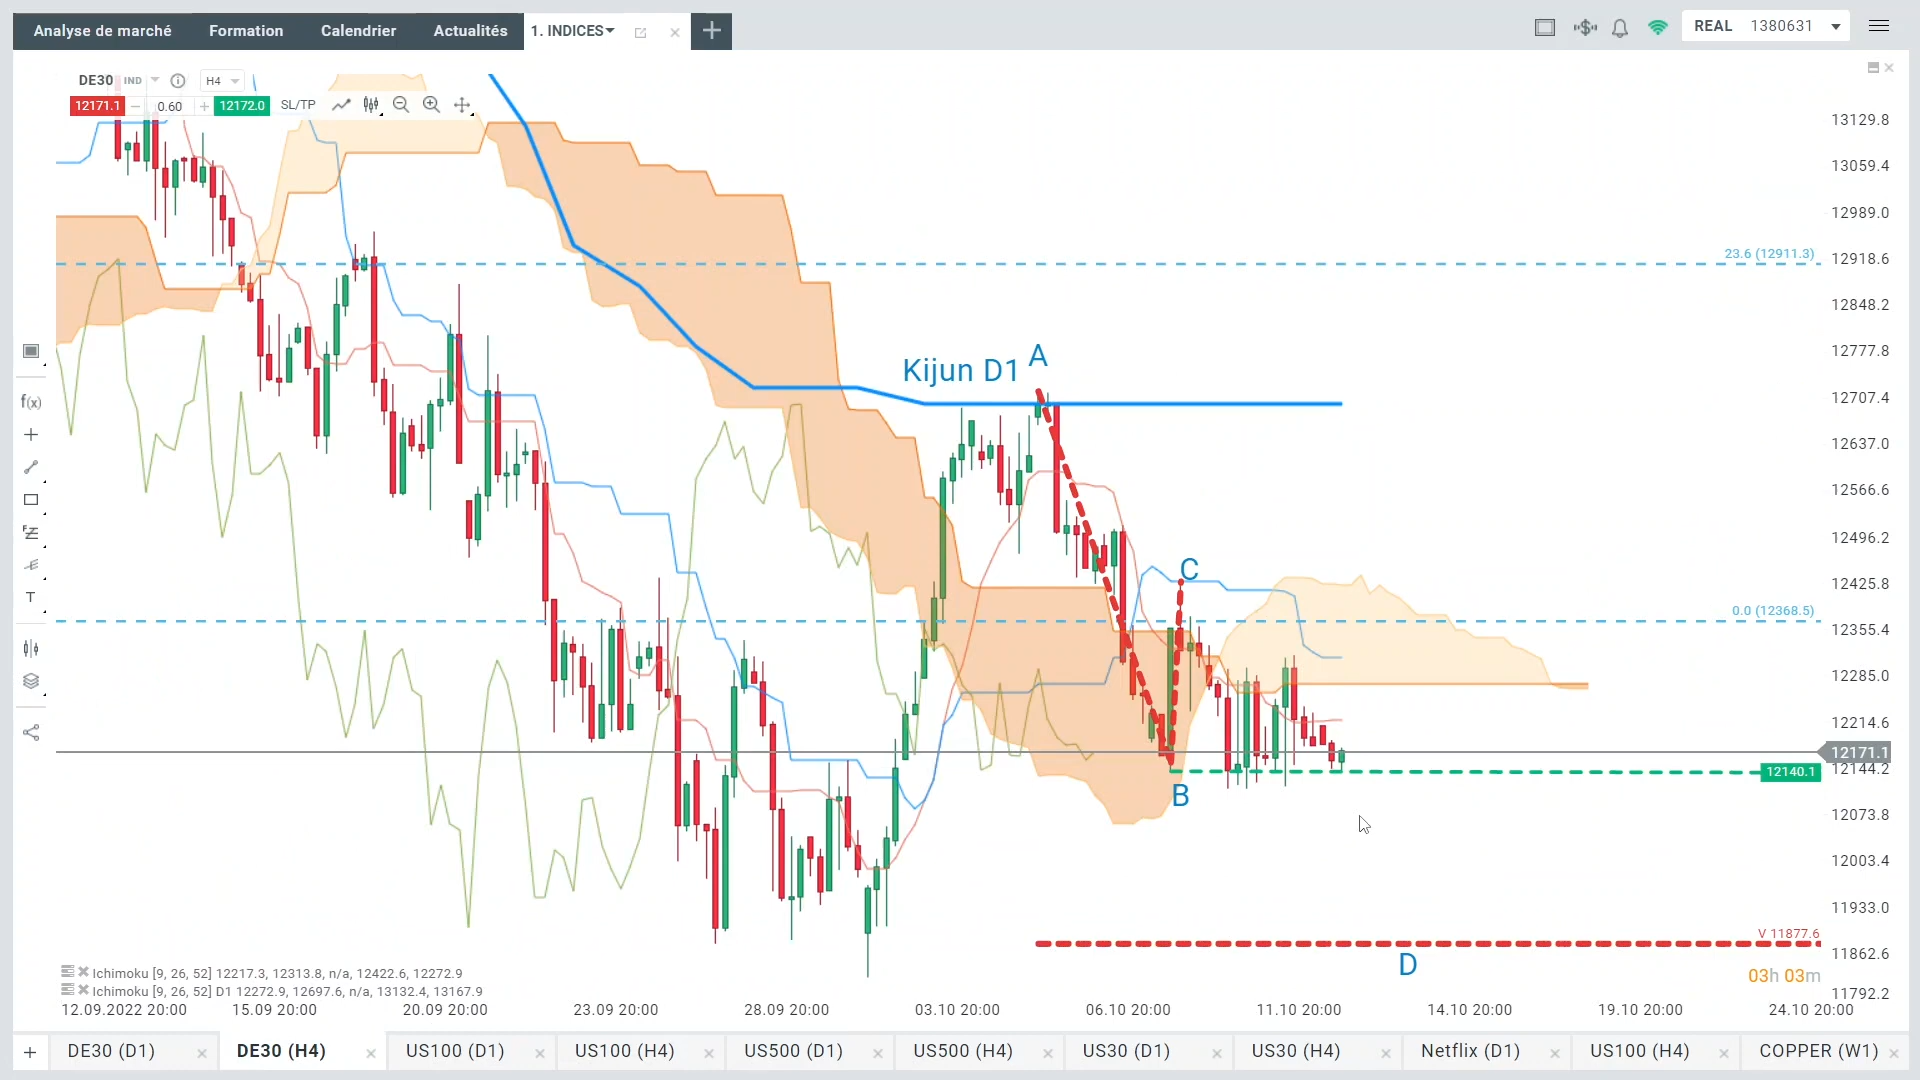 Analyse de marché Formation Calendrier Actualités 1. INDICES REAL 1380631
DE30 IND H4
12171.1 0.60 12172.0 SL/TP
13129.8
13059.4
12989.0
23.6 (12911.3)
12918.6
12848.2
12777.8
Kijun D1 A
12707.4
12637.0
12566.6
12496.2
C
12425.8
0.0 (12368.5)
12355.4
12285.0
12214.6
12171.1
12144.2
12140.1
B
12073.8
12003.4
11933.0
V 11877.6
11862.6
D
03h 03m
11792.2
f(x)
T
Ichimoku [9, 26, 52] 12217.3, 12313.8, n/a, 12422.6, 12272.9
Ichimoku [9, 26, 52] D1 12272.9, 12697.6, n/a, 13132.4, 13167.9
12.09.2022 20:00 15.09 20:00 20.09 20:00 23.09 20:00 28.09 20:00 03.10 20:00 06.10 20:00 11.10 20:00 14.10 20:00 19.10 20:00 24.10 20:00
DE30 (D1) DE30 (H4) US100 (D1) US100 (H4) US500 (D1) US500 (H4) US30 (D1) US30 (H4) Netflix (D1) US100 (H4) COPPER (W1)